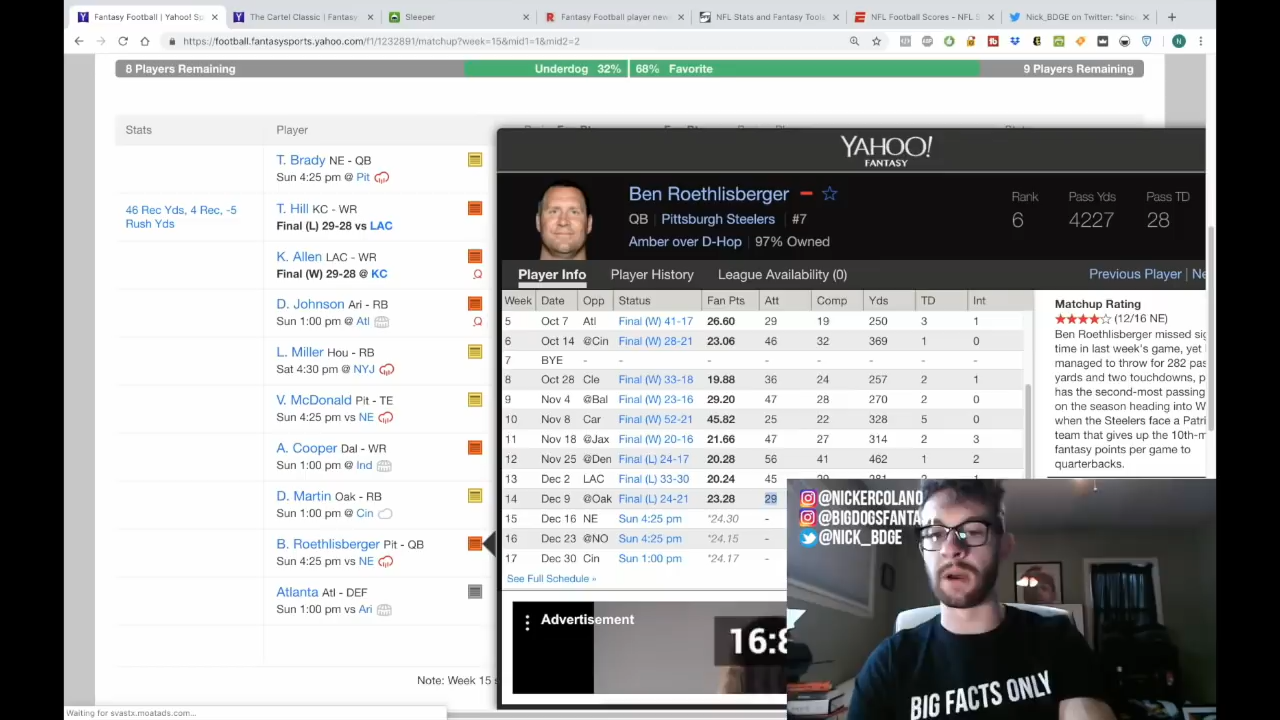 Fantasy Football | Yahoo! Sp
The Cartel Classic | Fantasy
Sleeper
Fantasy Football player new
NFL Stats and Fantasy Tools
NFL Football Scores - NFL S
Nick_BDGE on Twitter: "sinc
https://football.fantasysports.yahoo.com/f1/1232891/matchup?week=15&mid1=1&mid2=2
8 Players Remaining
Underdog 32% 68% Favorite
9 Players Remaining
Stats Player
T. Brady NE - QB
Sun 4:25 pm @ Pit
46 Rec Yds, 4 Rec, -5
Rush Yds
T. Hill KC - WR
Final (L) 29-28 vs LAC
K. Allen LAC - WR
Final (W) 29-28 @ KC
D. Johnson Ari - RB
Sun 1:00 pm @ Atl
L. Miller Hou - RB
Sat 4:30 pm @ NYJ
V. McDonald Pit - TE
Sun 4:25 pm vs NE
A. Cooper Dal - WR
Sun 1:00 pm @ Ind
D. Martin Oak - RB
Sun 1:00 pm @ Cin
B. Roethlisberger Pit - QB
Sun 4:25 pm vs NE
Atlanta Atl - DEF
Sun 1:00 pm vs Ari
Note: Week 15 s
Waiting for svastx.moatads.com...
YAHOO!
FANTASY
Ben Roethlisberger
QB | Pittsburgh Steelers | #7
Amber over D-Hop | 97% Owned
Rank Pass Yds Pass TD
6 4227 28
Player Info Player History League Availability (0)
Previous Player | Ne
Week Date Opp Status Fan Pts Att Comp Yds TD Int
5 Oct 7 Atl Final (W) 41-17 26.60 29 19 250 3 1
6 Oct 14 @Cin Final (W) 28-21 23.06 46 32 369 1 0
7 BYE - - - - - - - -
8 Oct 28 Cle Final (W) 33-18 19.88 36 24 257 2 1
9 Nov 4 @Bal Final (W) 23-16 29.20 47 28 270 2 0
10 Nov 8 Car Final (W) 52-21 45.82 25 22 328 5 0
11 Nov 18 @Jax Final (W) 20-16 21.66 47 27 314 2 3
12 Nov 25 @Den Final (L) 24-17 20.28 56 41 462 1 2
13 Dec 2 LAC Final (L) 33-30 20.24 45
14 Dec 9 @Oak Final (L) 24-21 23.28 29
15 Dec 16 NE Sun 4:25 pm *24.30 -
16 Dec 23 @NO Sun 4:25 pm *24.15 -
17 Dec 30 Cin Sun 1:00 pm *24.17 -
See Full Schedule »
Matchup Rating
(12/16 NE)
Ben Roethlisberger missed sig
time in last week's game, yet
managed to throw for 282 pas
yards and two touchdowns, p
has the second-most passing
on the season heading into W
when the Steelers face a Patri
team that gives up the 10th-m
fantasy points per game to
quarterbacks.
Advertisement
16:8
@NICKERCOLANO
@BIGDOGSFANTA
@NICK_BDGE
BIG FACTS ONLY